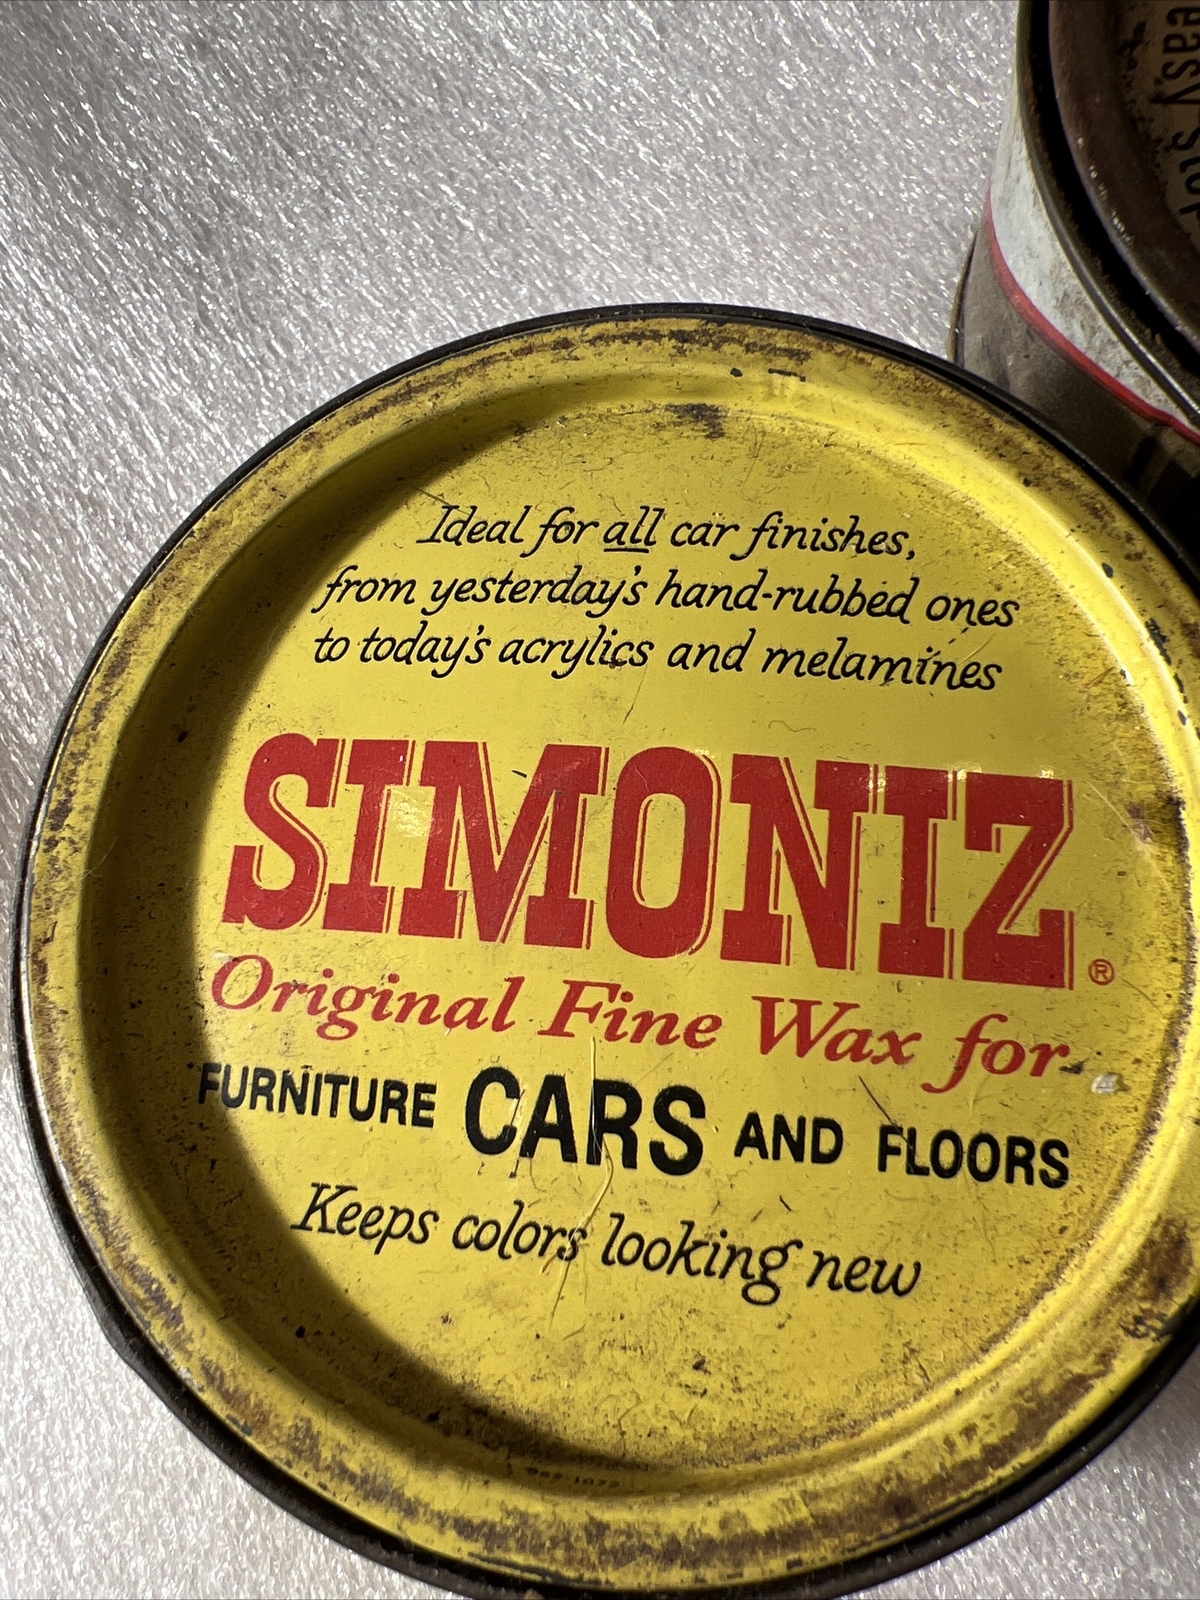 Ideal for all car finishes,
from yesterday's hand-rubbed ones
to today's acrylics and melamines
SIMONIZ®
Original Fine Wax for
FURNITURE CARS AND FLOORS
Keeps colors looking new
easy